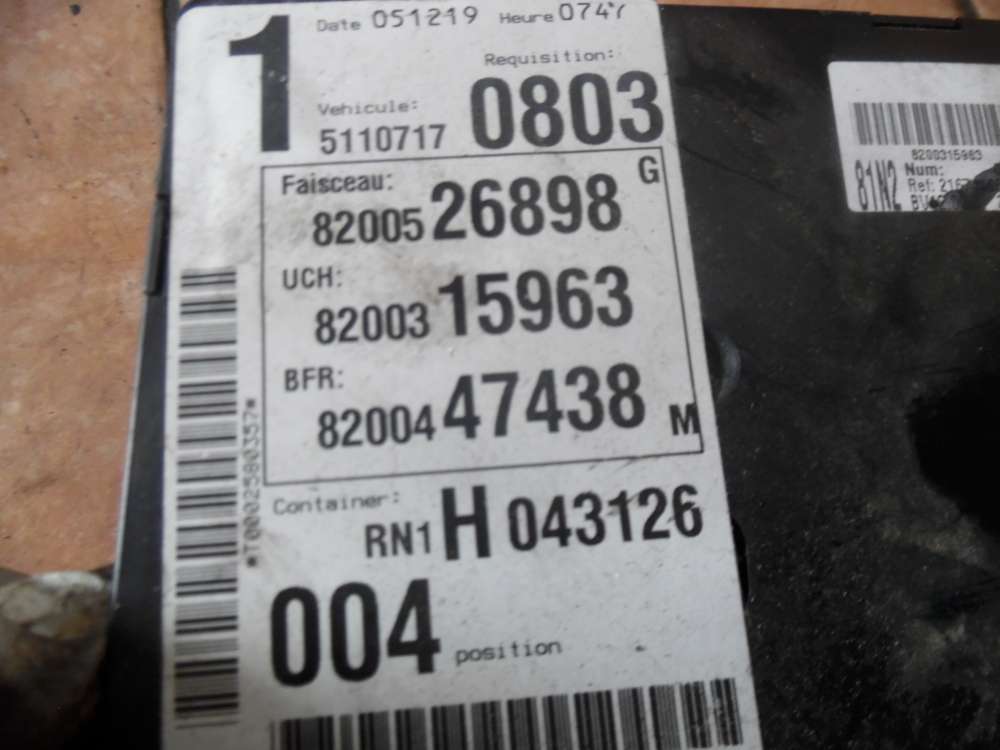 1
Date 051219 Heure 0747
Requisition:
Vehicule:
5110717 0803
Faisceau: G
8200526898
UCH:
8200315963
BFR:
8200447438 M
Container:
RN1 H 043126
004 position
*T0002580357*
8200315963
81N2
Num: